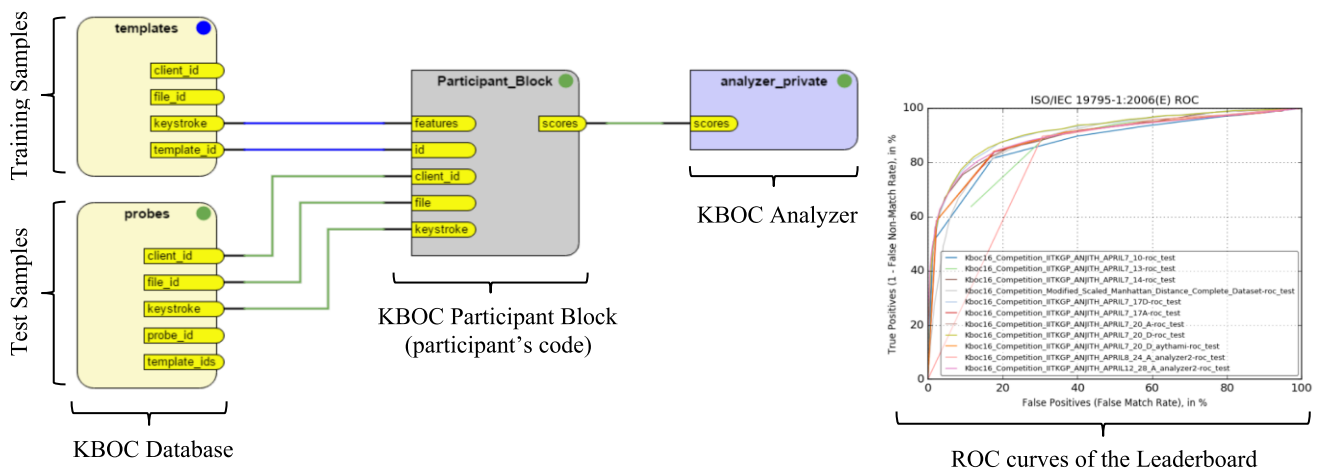 Training Samples
templates
client_id
file_id
keystroke
template_id
Test Samples
probes
client_id
file_id
keystroke
probe_id
template_ids
KBOC Database
Participant_Block
features
id
client_id
file
keystroke
scores
KBOC Participant Block
(participant's code)
analyzer_private
scores
KBOC Analyzer
ISO/IEC 19795-1:2006(E) ROC
True Positives (1 - False Non-Match Rate), in %
100
80
60
40
20
0
Kboc16_Competition_IITKGP_ANJITH_APRIL7_10-roc_test
Kboc16_Competition_IITKGP_ANJITH_APRIL7_13-roc_test
Kboc16_Competition_IITKGP_ANJITH_APRIL7_14-roc_test
Kboc16_Competition_Modified_Scaled_Manhattan_Distance_Complete_Dataset-roc_test
Kboc16_Competition_IITKGP_ANJITH_APRIL7_17D-roc_test
Kboc16_Competition_IITKGP_ANJITH_APRIL7_17A-roc_test
Kboc16_Competition_IITKGP_ANJITH_APRIL7_20_A-roc_test
Kboc16_Competition_IITKGP_ANJITH_APRIL7_20_D-roc_test
Kboc16_Competition_IITKGP_ANJITH_APRIL7_20_D_aythami-roc_test
Kboc16_Competition_IITKGP_ANJITH_APRIL8_24_A_analyzer2-roc_test
Kboc16_Competition_IITKGP_ANJITH_APRIL12_28_A_analyzer2-roc_test
0 20 40 60 80 100
False Positives (False Match Rate), in %
ROC curves of the Leaderboard